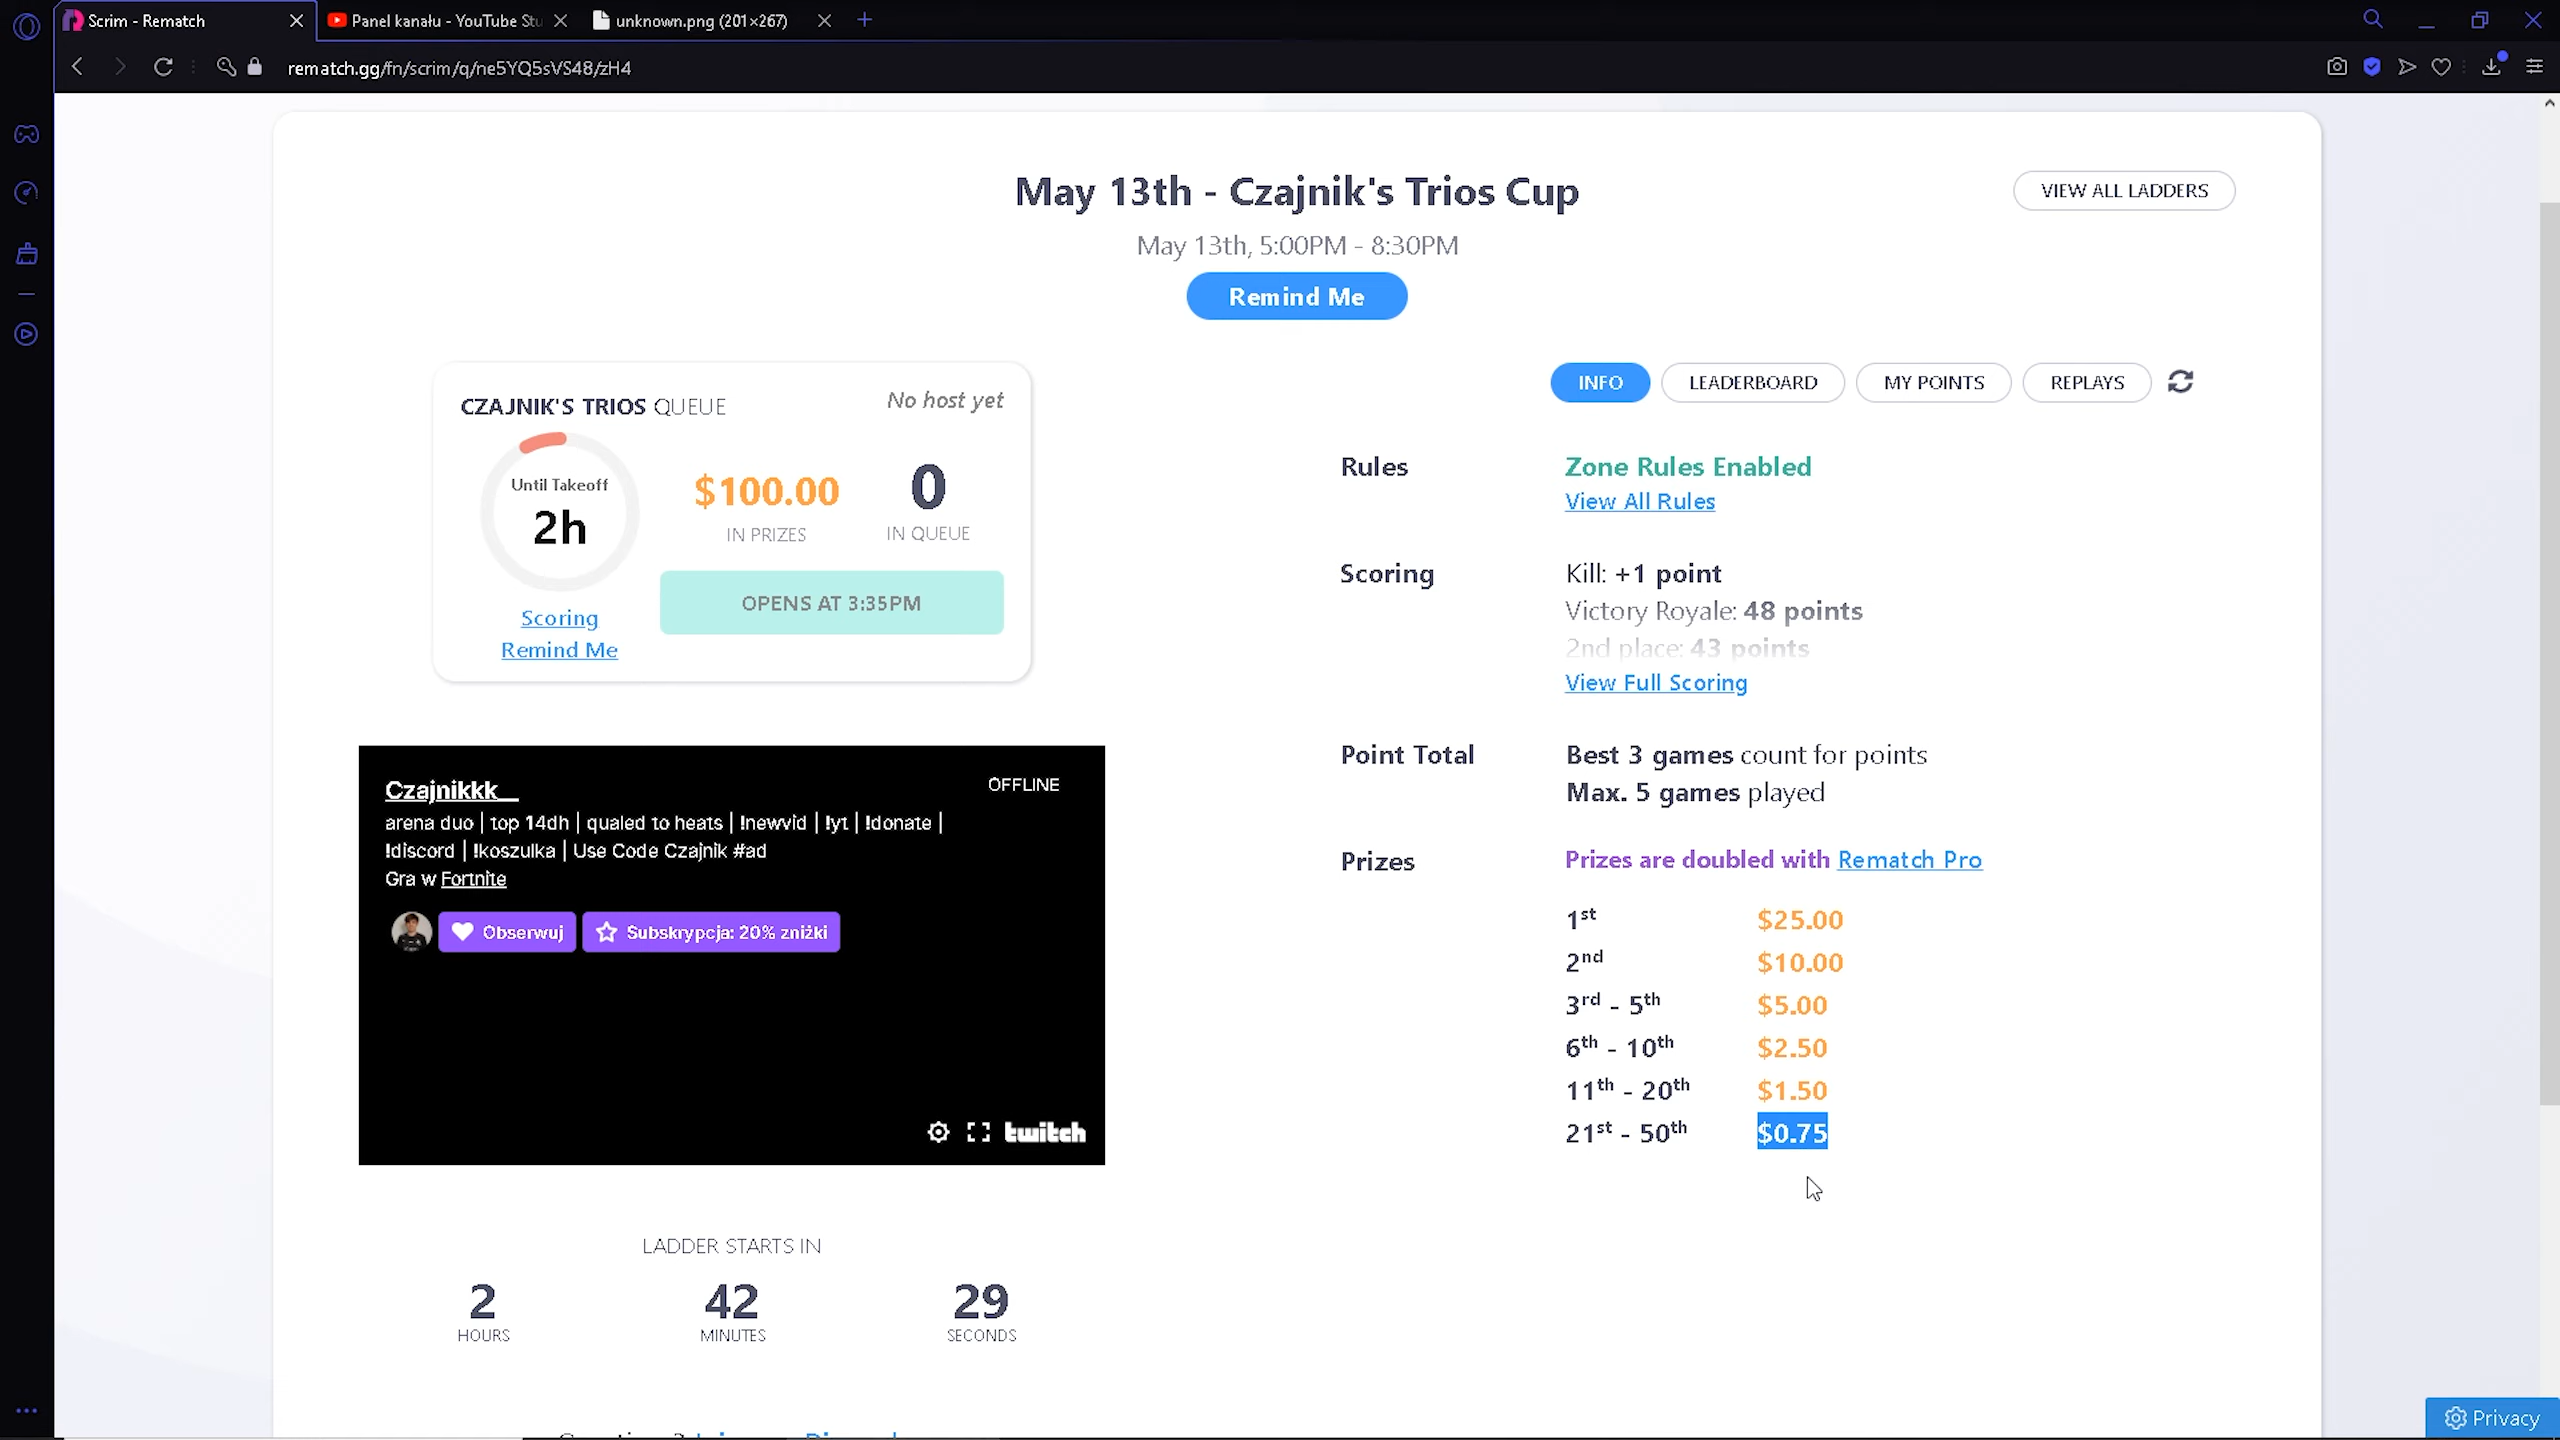 Scrim - Rematch
Panel kanału - YouTube Stu
unknown.png (201×267)
rematch.gg/fn/scrim/q/ne5YQ5sVS48/zH4
May 13th - Czajnik's Trios Cup
VIEW ALL LADDERS
May 13th, 5:00PM - 8:30PM
Remind Me
CZAJNIK'S TRIOS QUEUE
No host yet
Until Takeoff
2h
$100.00
IN PRIZES
0
IN QUEUE
OPENS AT 3:35PM
Scoring
Remind Me
INFO
LEADERBOARD
MY POINTS
REPLAYS
Rules
Zone Rules Enabled
View All Rules
Scoring
Kill: +1 point
Victory Royale: 48 points
2nd place: 43 points
View Full Scoring
Point Total
Best 3 games count for points
Max. 5 games played
Prizes
Prizes are doubled with Rematch Pro
1st $25.00
2nd $10.00
3rd - 5th $5.00
6th - 10th $2.50
11th - 20th $1.50
21st - 50th $0.75
Czajnikkk__
OFFLINE
arena duo | top 14dh | qualed to heats | !newvid | !yt | !donate |
!discord | !koszulka | Use Code Czajnik #ad
Gra w Fortnite
Obserwuj
Subskrypcja: 20% zniżki
twitch
LADDER STARTS IN
2 42 29
HOURS MINUTES SECONDS
Privacy